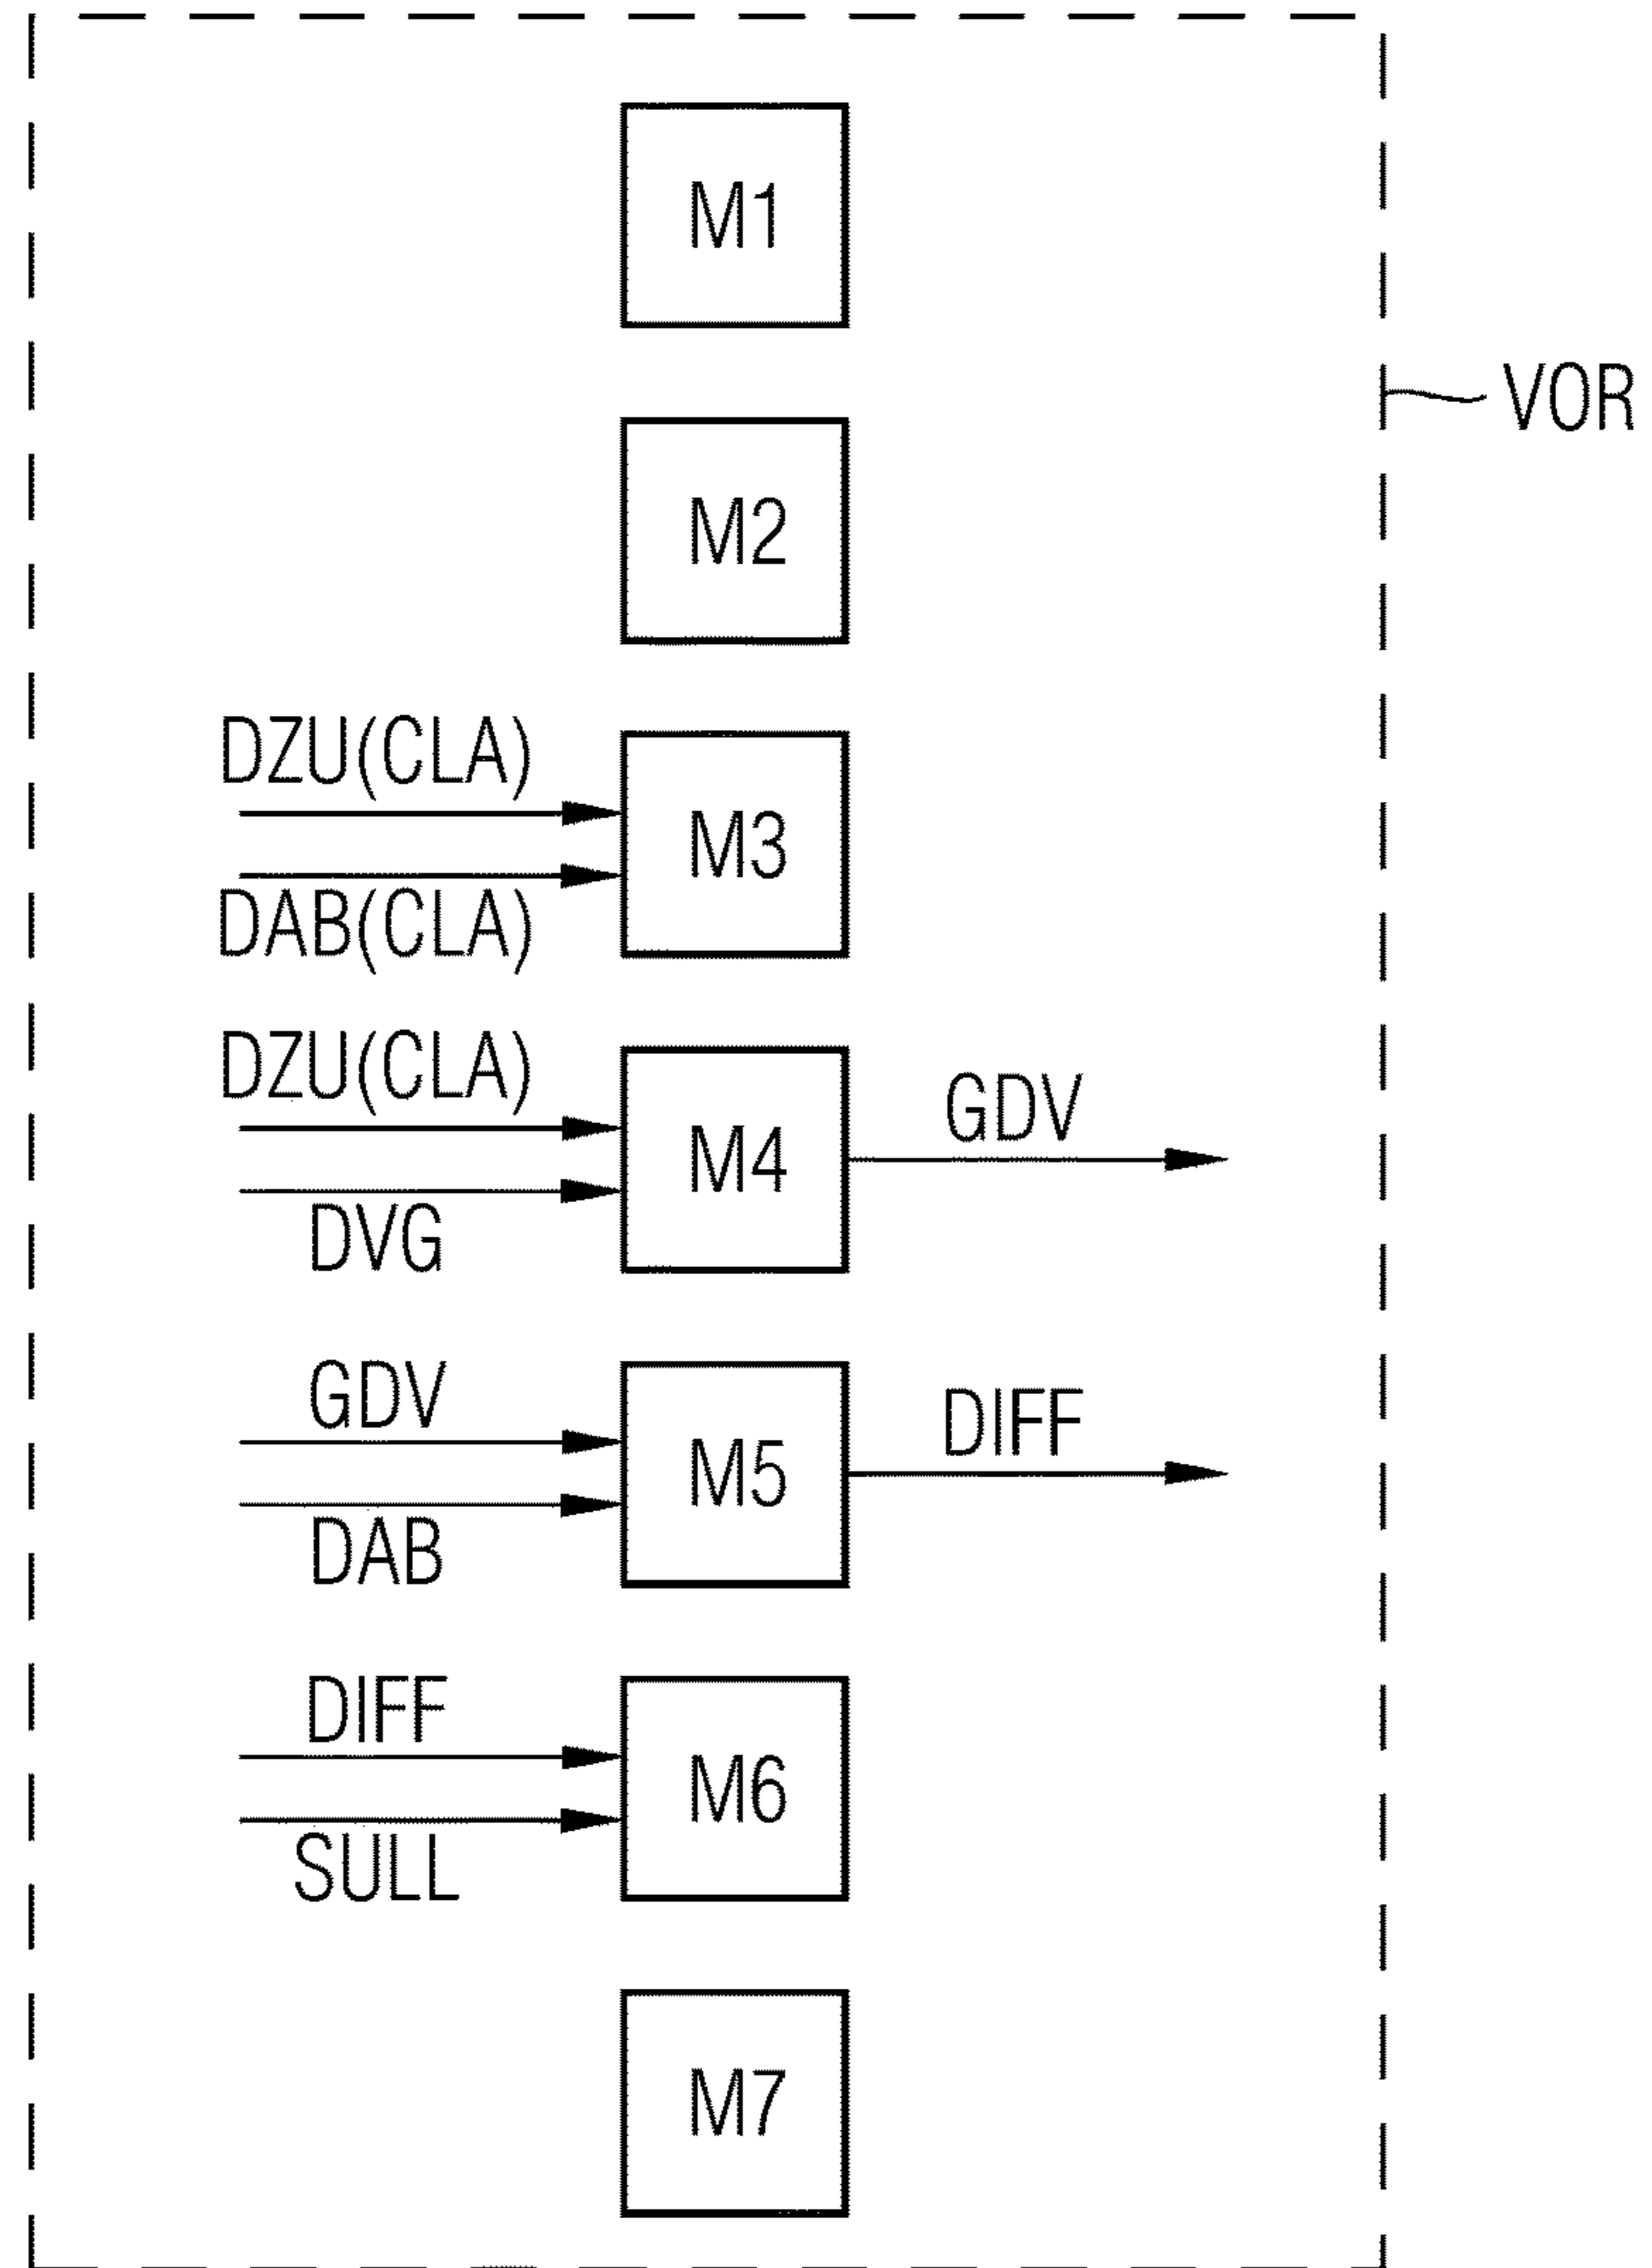 M1
VOR
M2
DZU(CLA)
M3
DAB(CLA)
DZU(CLA)
GDV
M4
DVG
GDV
DIFF
M5
DAB
DIFF
M6
SULL
M7